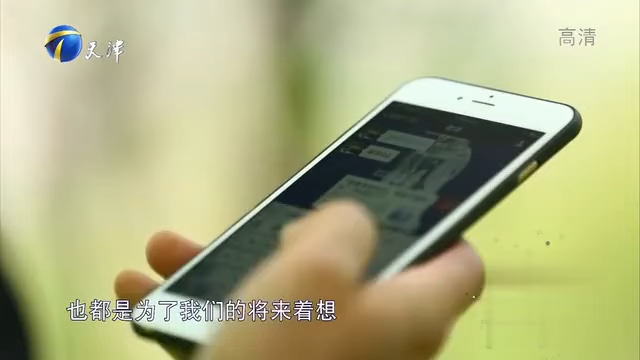 天津
高清
也都是为了我们的将来着想